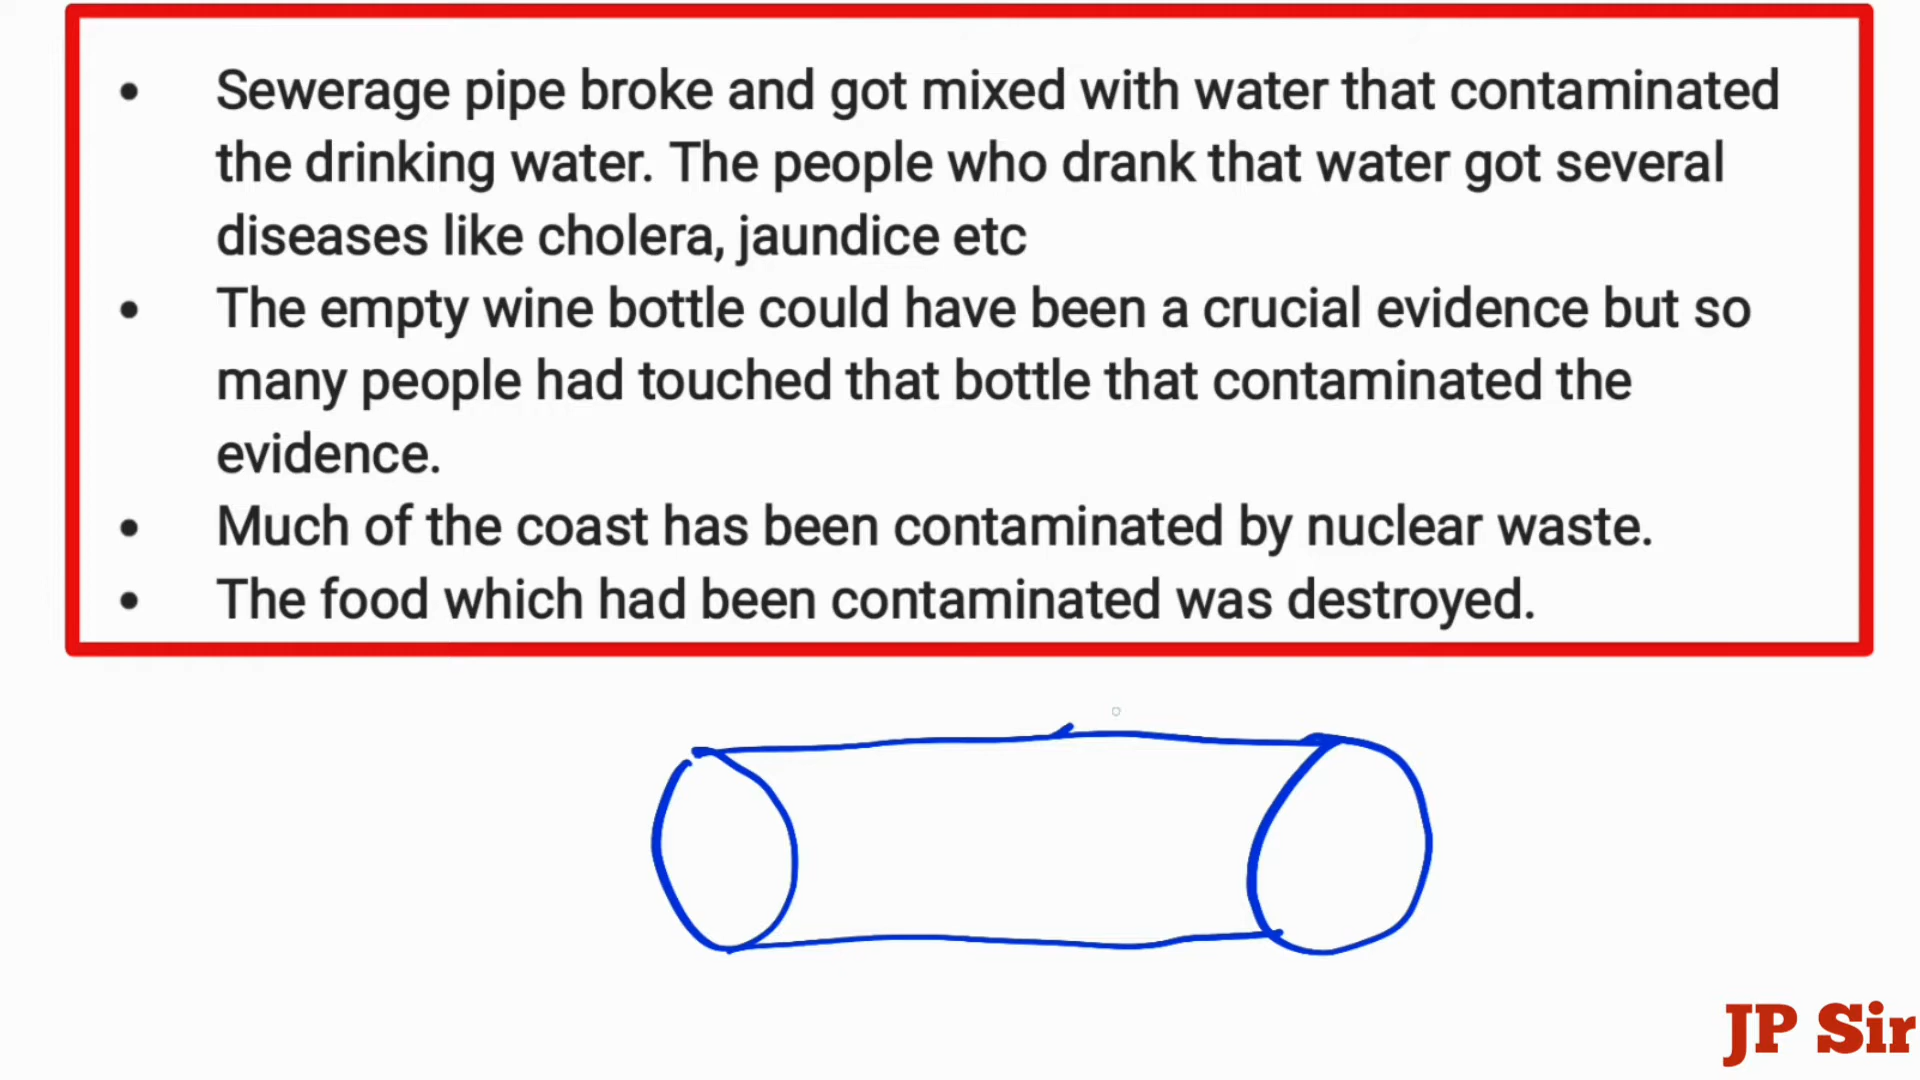 • Sewerage pipe broke and got mixed with water that contaminated
the drinking water. The people who drank that water got several
diseases like cholera, jaundice etc
• The empty wine bottle could have been a crucial evidence but so
many people had touched that bottle that contaminated the
evidence.
• Much of the coast has been contaminated by nuclear waste.
• The food which had been contaminated was destroyed.
JP Sir